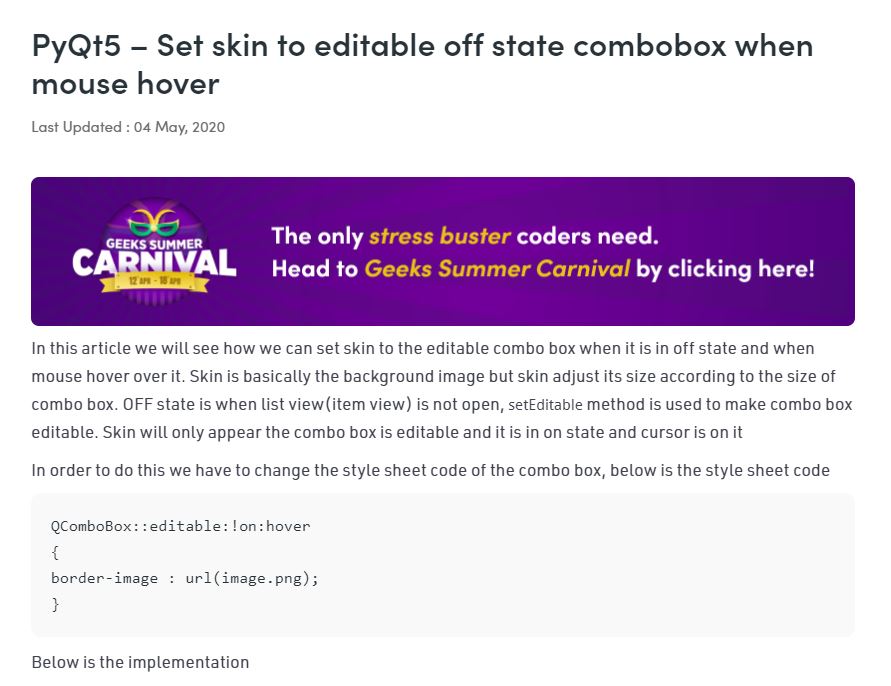 PyQt5 – Set skin to editable off state combobox when
mouse hover
Last Updated : 04 May, 2020
GEEKS SUMMER
CARNIVAL
12 APR - 18 APR
The only stress buster coders need.
Head to Geeks Summer Carnival by clicking here!
In this article we will see how we can set skin to the editable combo box when it is in off state and when
mouse hover over it. Skin is basically the background image but skin adjust its size according to the size of
combo box. OFF state is when list view(item view) is not open, setEditable method is used to make combo box
editable. Skin will only appear the combo box is editable and it is in on state and cursor is on it
In order to do this we have to change the style sheet code of the combo box, below is the style sheet code
QComboBox::editable:!on:hover
{
border-image : url(image.png);
}
Below is the implementation